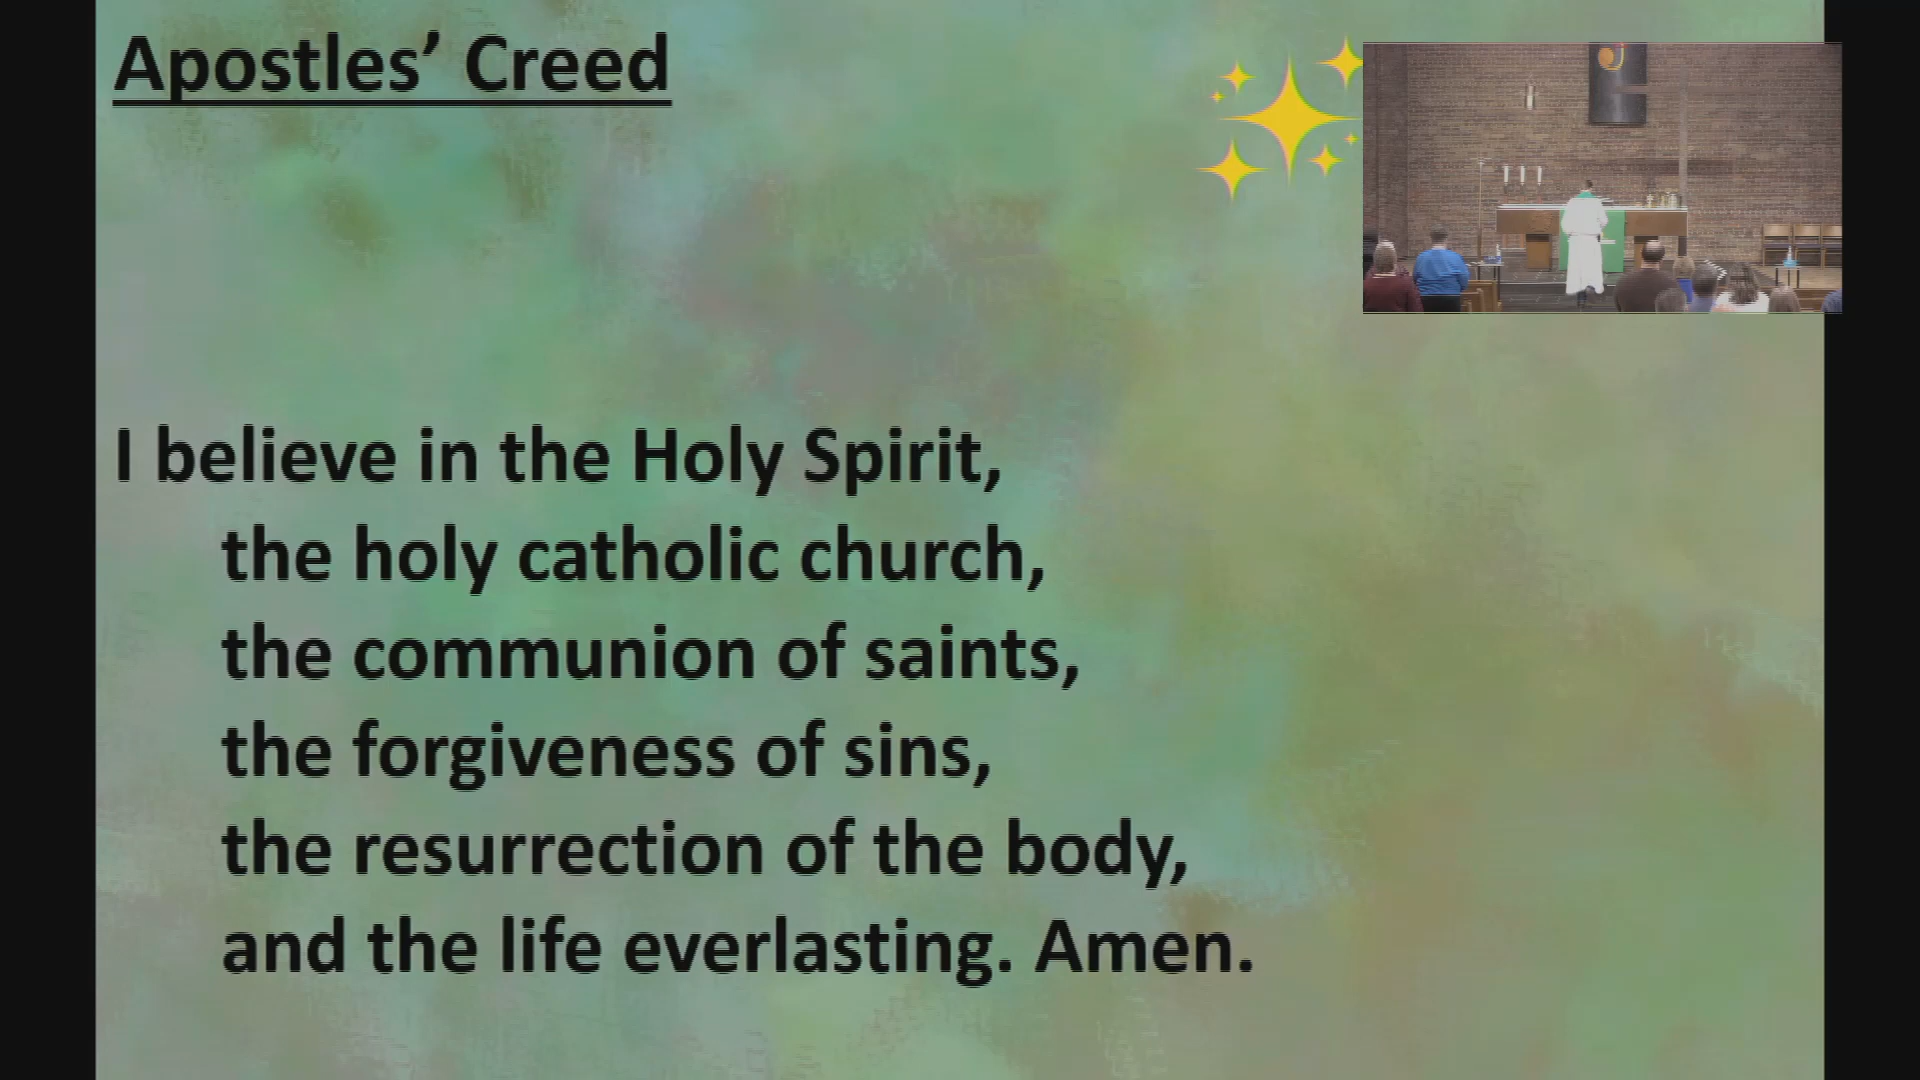 Apostles’ Creed
I believe in the Holy Spirit,
the holy catholic church,
the communion of saints,
the forgiveness of sins,
the resurrection of the body,
and the life everlasting. Amen.